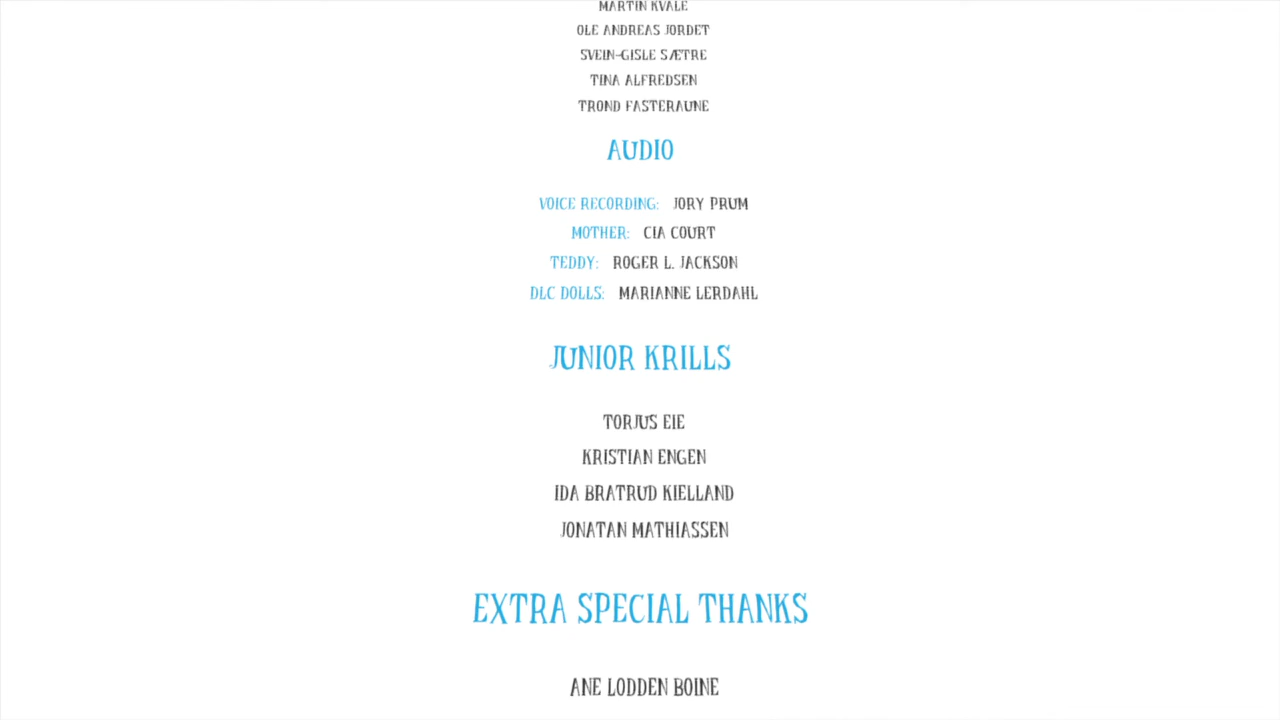 MARTIN KVALE
OLE ANDREAS JORDET
SVEIN-GISLE SÆTRE
TINA ALFREDSEN
TROND FASTERAUNE
AUDIO
VOICE RECORDING: JORY PRUM
MOTHER: CIA COURT
TEDDY: ROGER L. JACKSON
DLC DOLLS: MARIANNE LERDAHL
JUNIOR KRILLS
TORJUS EIE
KRISTIAN ENGEN
IDA BRATRUD KIELLAND
JONATAN MATHIASSEN
EXTRA SPECIAL THANKS
ANE LODDEN BOINE